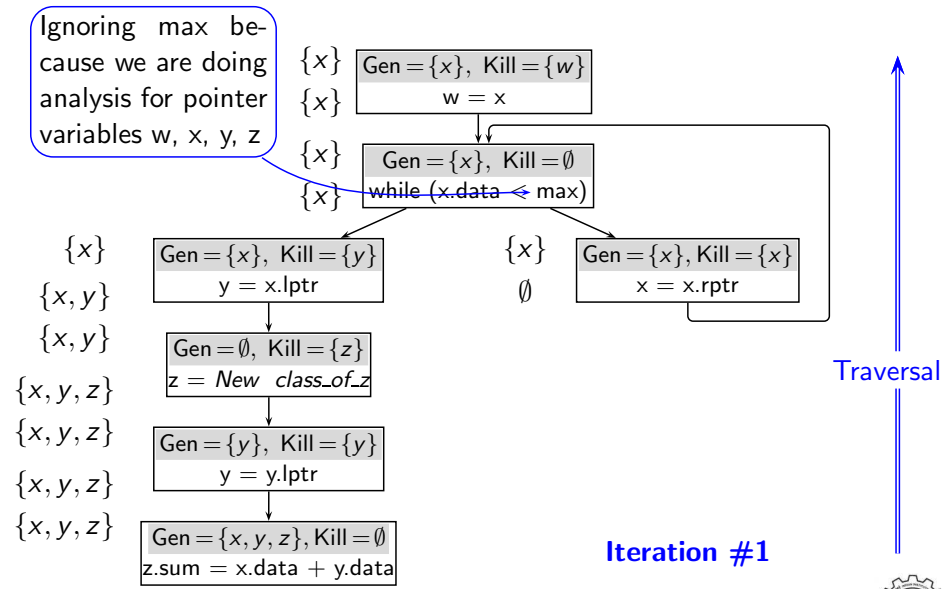 Ignoring max be-
cause we are doing
analysis for pointer
variables w, x, y, z
{x}
Gen = {x}, Kill = {w}
{x}
w = x
{x}
Gen = {x}, Kill = ∅
{x}
while (x.data < max)
{x}
Gen = {x}, Kill = {y}
{x, y}
y = x.lptr
{x}
Gen = {x}, Kill = {x}
∅
x = x.rptr
{x, y}
Gen = ∅, Kill = {z}
{x, y, z}
z = New class_of_z
{x, y, z}
Gen = {y}, Kill = {y}
{x, y, z}
y = y.lptr
{x, y, z}
Gen = {x, y, z}, Kill = ∅
z.sum = x.data + y.data
Traversal
Iteration #1